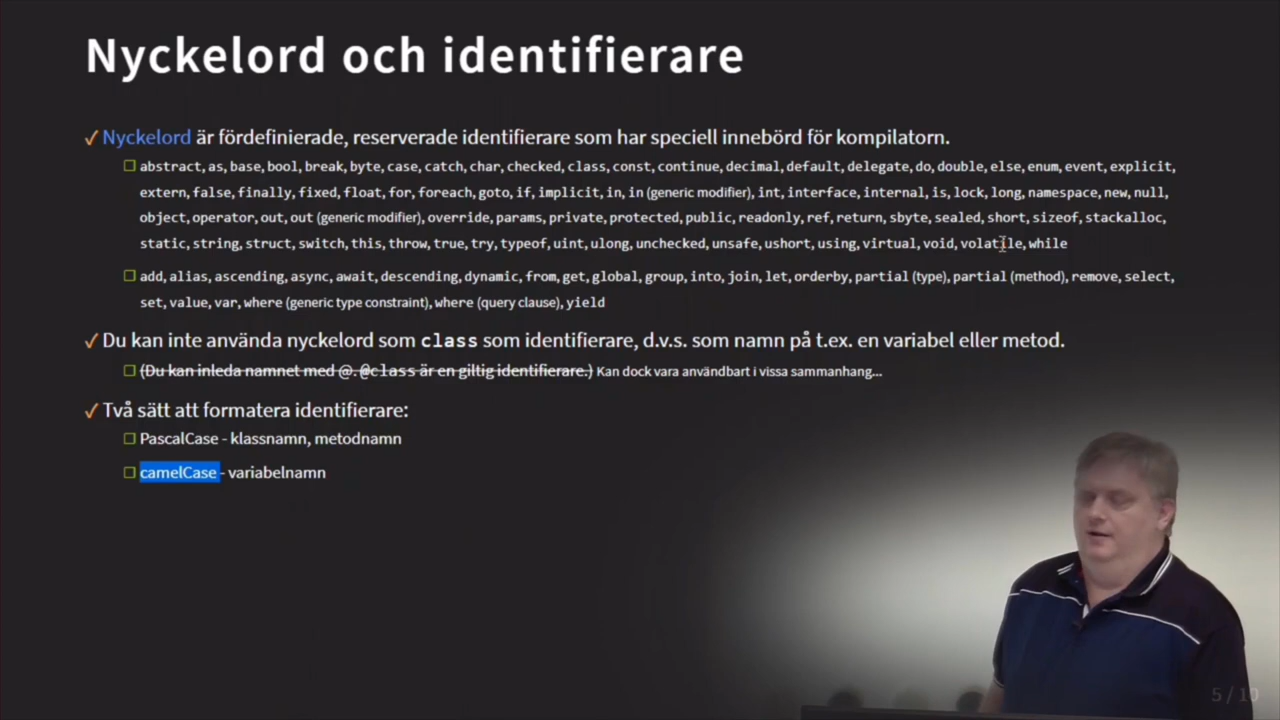 Nyckelord och identifierare
Nyckelord är fördefinierade, reserverade identifierare som har speciell innebörd för kompilatorn.
abstract, as, base, bool, break, byte, case, catch, char, checked, class, const, continue, decimal, default, delegate, do, double, else, enum, event, explicit,
extern, false, finally, fixed, float, for, foreach, goto, if, implicit, in, in (generic modifier), int, interface, internal, is, lock, long, namespace, new, null,
object, operator, out, out (generic modifier), override, params, private, protected, public, readonly, ref, return, sbyte, sealed, short, sizeof, stackalloc,
static, string, struct, switch, this, throw, true, try, typeof, uint, ulong, unchecked, unsafe, ushort, using, virtual, void, volatile, while
add, alias, ascending, async, await, descending, dynamic, from, get, global, group, into, join, let, orderby, partial (type), partial (method), remove, select,
set, value, var, where (generic type constraint), where (query clause), yield
Du kan inte använda nyckelord som class som identifierare, d.v.s. som namn på t.ex. en variabel eller metod.
(Du kan inleda namnet med @. @class är en giltig identifierare.) Kan dock vara användbart i vissa sammanhang...
Två sätt att formatera identifierare:
PascalCase - klassnamn, metodnamn
camelCase - variabelnamn
5 / 10